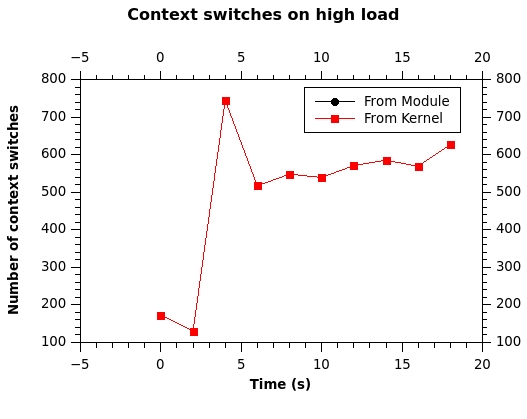 Context switches on high load
−5 0 5 10 15 20
800 800
From Module
700 700
From Kernel
600 600
500 500
400 400
300 300
200 200
100 100
Number of context switches
−5 0 5 10 15 20
Time (s)